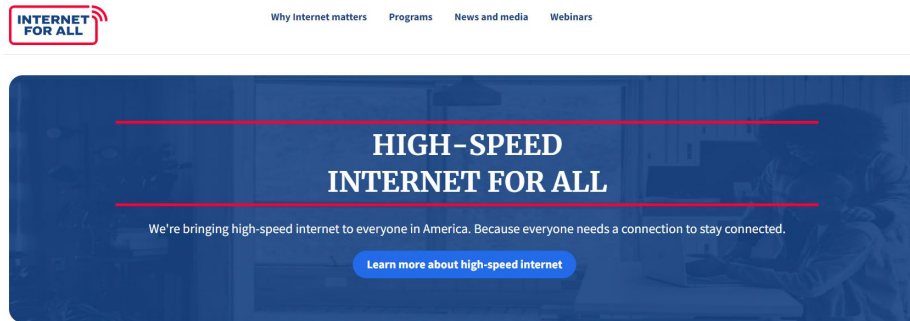 INTERNET
FOR ALL
Why Internet matters Programs News and media Webinars
HIGH-SPEED
INTERNET FOR ALL
We're bringing high-speed internet to everyone in America. Because everyone needs a connection to stay connected.
Learn more about high-speed internet